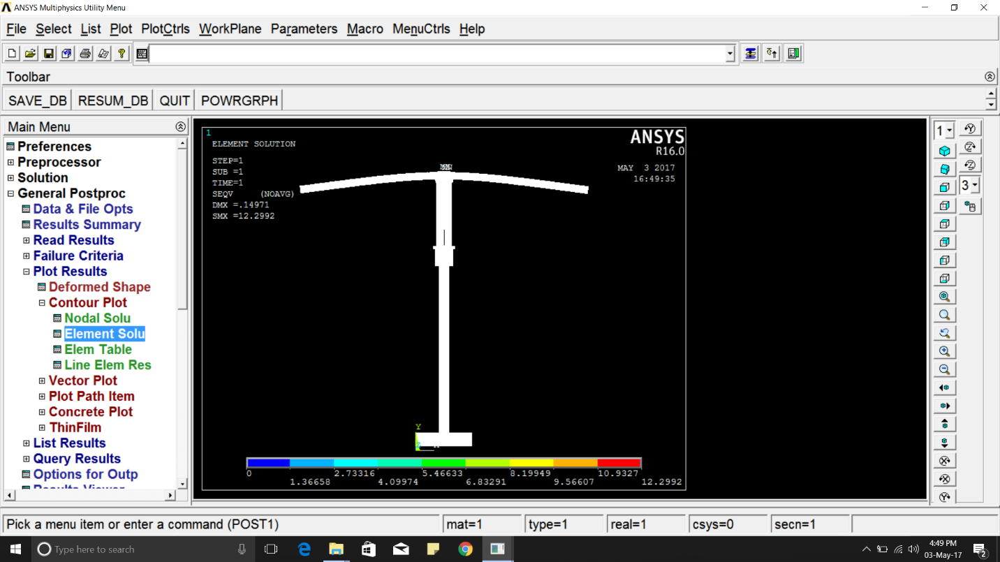 ANSYS Multiphysics Utility Menu
File Select List Plot PlotCtrls WorkPlane Parameters Macro MenuCtrls Help
Toolbar
SAVE_DB RESUM_DB QUIT POWRGRPH
Main Menu
Preferences
Preprocessor
Solution
General Postproc
Data & File Opts
Results Summary
Read Results
Failure Criteria
Plot Results
Deformed Shape
Contour Plot
Nodal Solu
Element Solu
Elem Table
Line Elem Res
Vector Plot
Plot Path Item
Concrete Plot
ThinFilm
List Results
Query Results
Options for Outp
1
ELEMENT SOLUTION
STEP=1
SUB =1
TIME=1
SEQV (NOAVG)
DMX =.14971
SMX =12.2992
ANSYS
R16.0
MAY 3 2017
16:49:35
Y
0 2.73316 5.46633 8.19949 10.9327
1.36658 4.09974 6.83291 9.56607 12.2992
1
3
Pick a menu item or enter a command (POST1) mat=1 type=1 real=1 csys=0 secn=1
Type here to search
4:49 PM
03-May-17
2